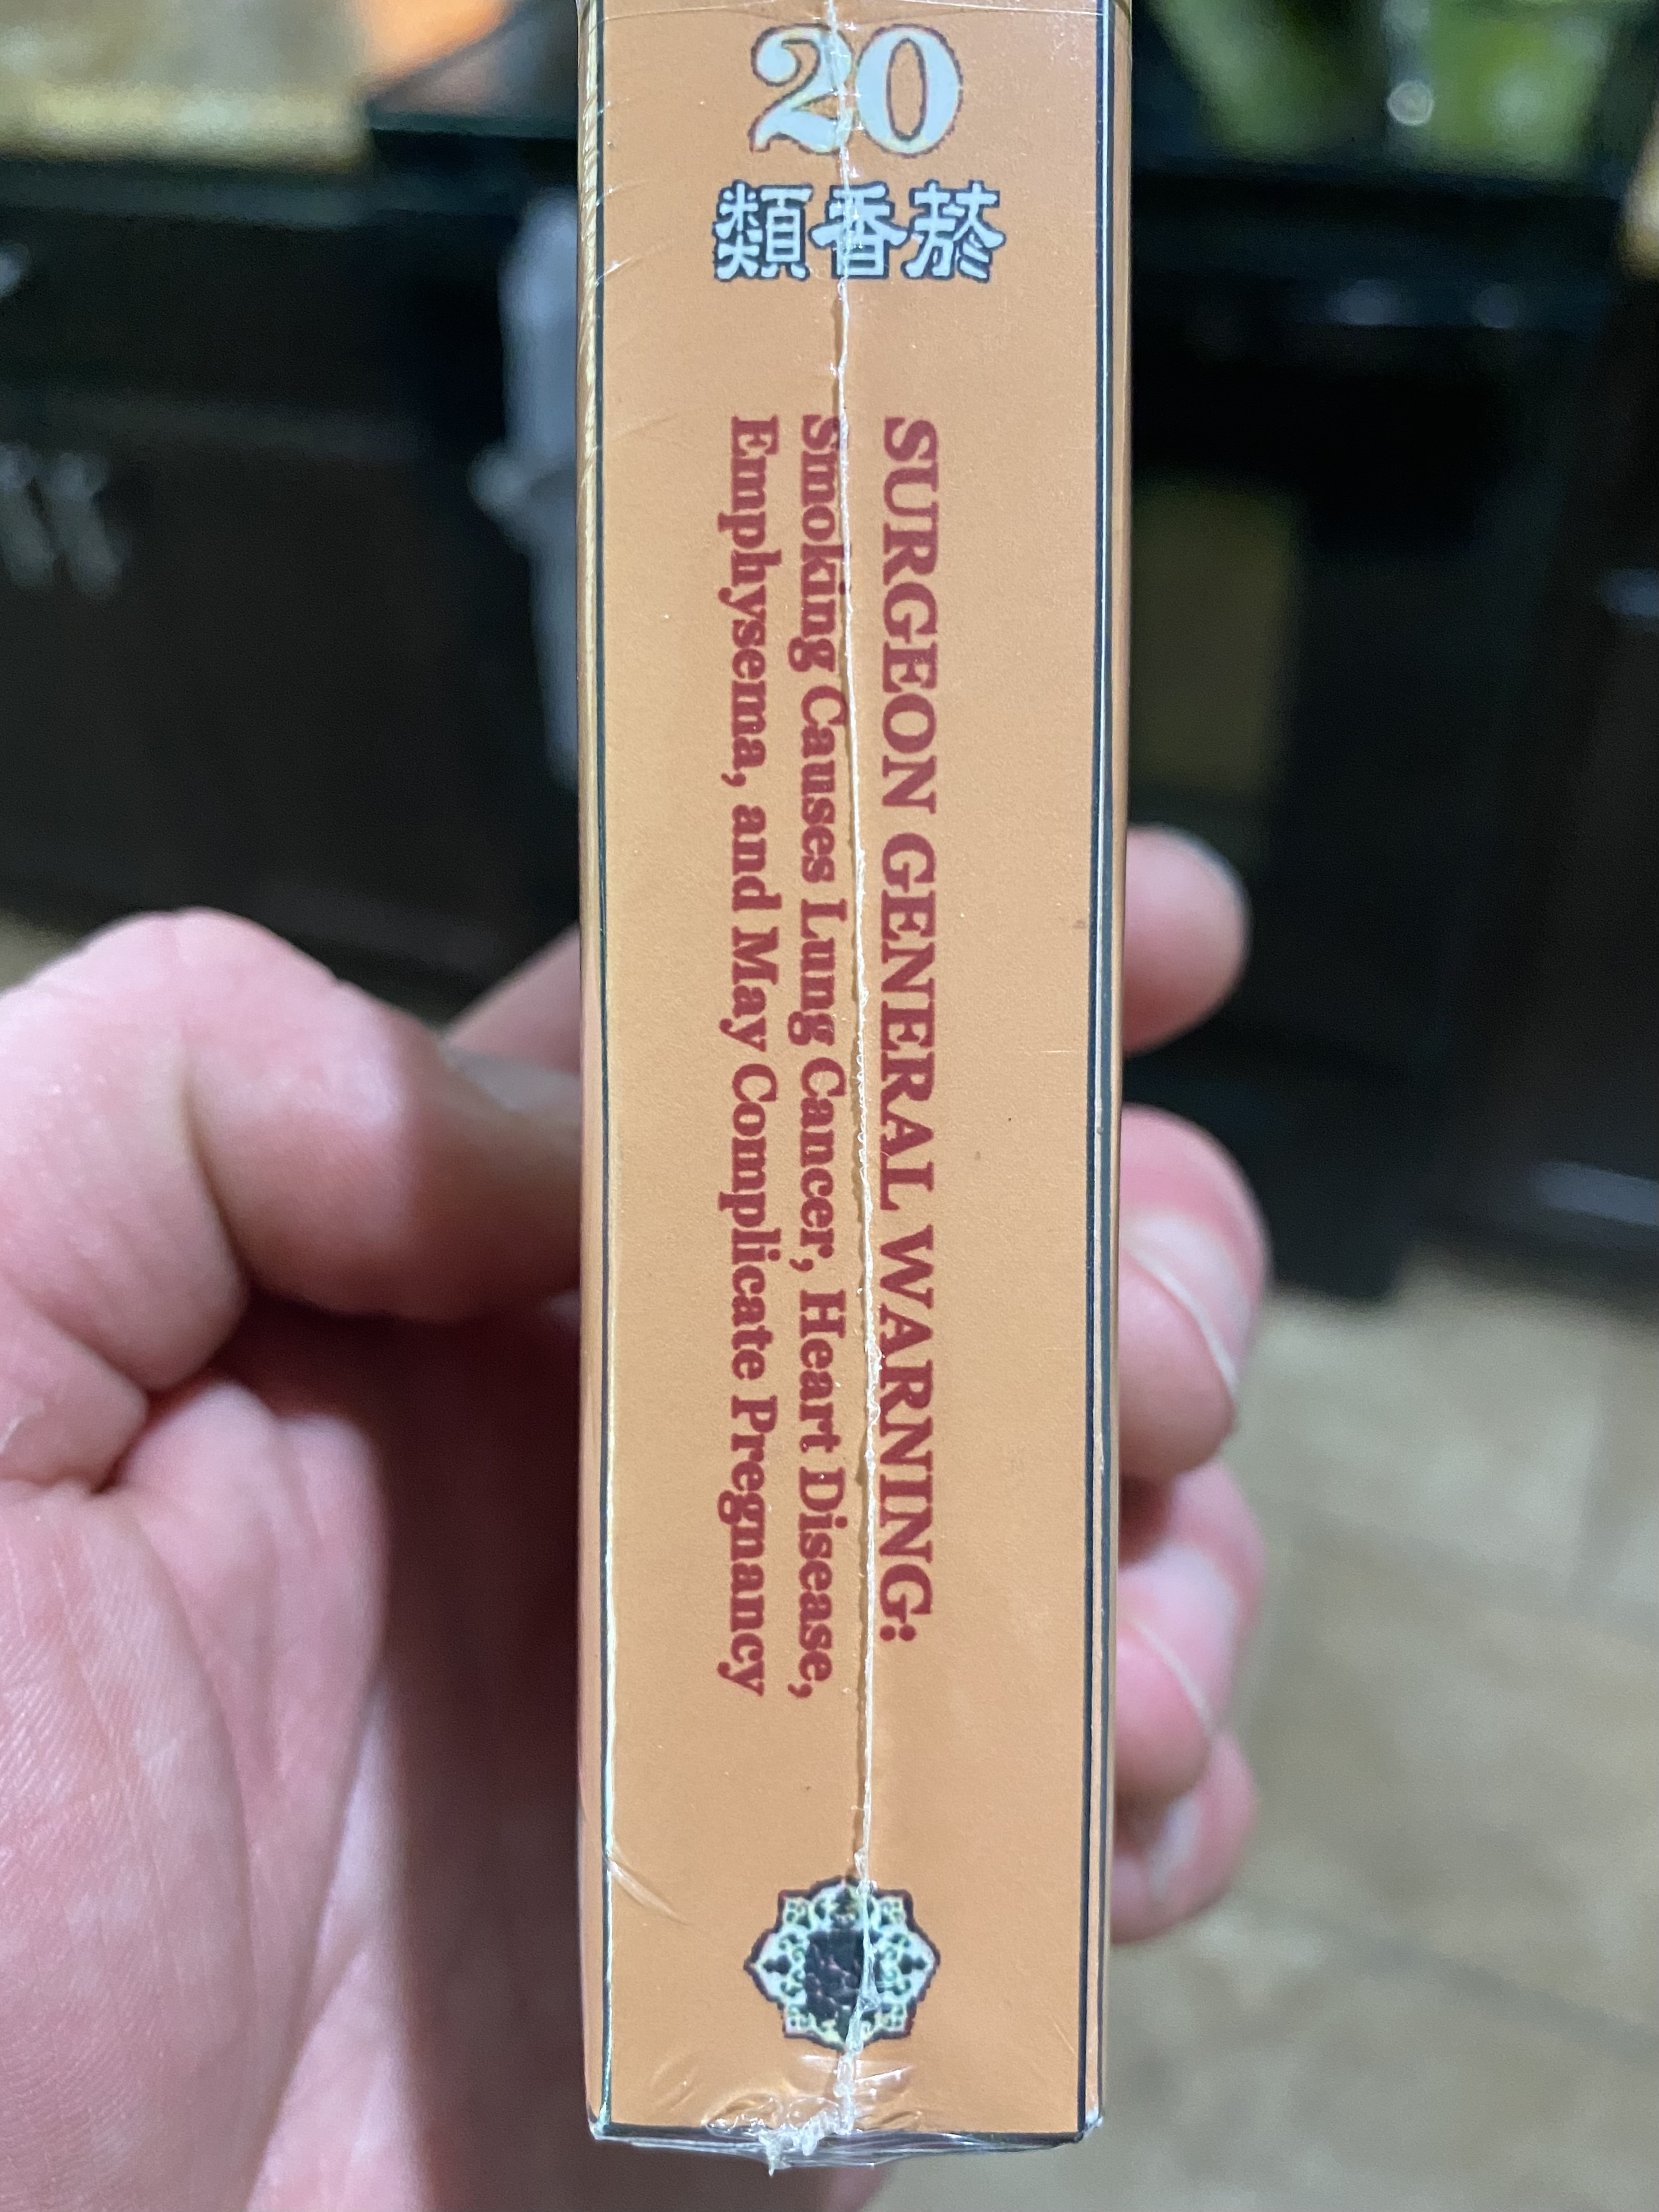 20
類香菸
SURGEON GENERAL WARNING:
Smoking Causes Lung Cancer, Heart Disease,
Emphysema, and May Complicate Pregnancy